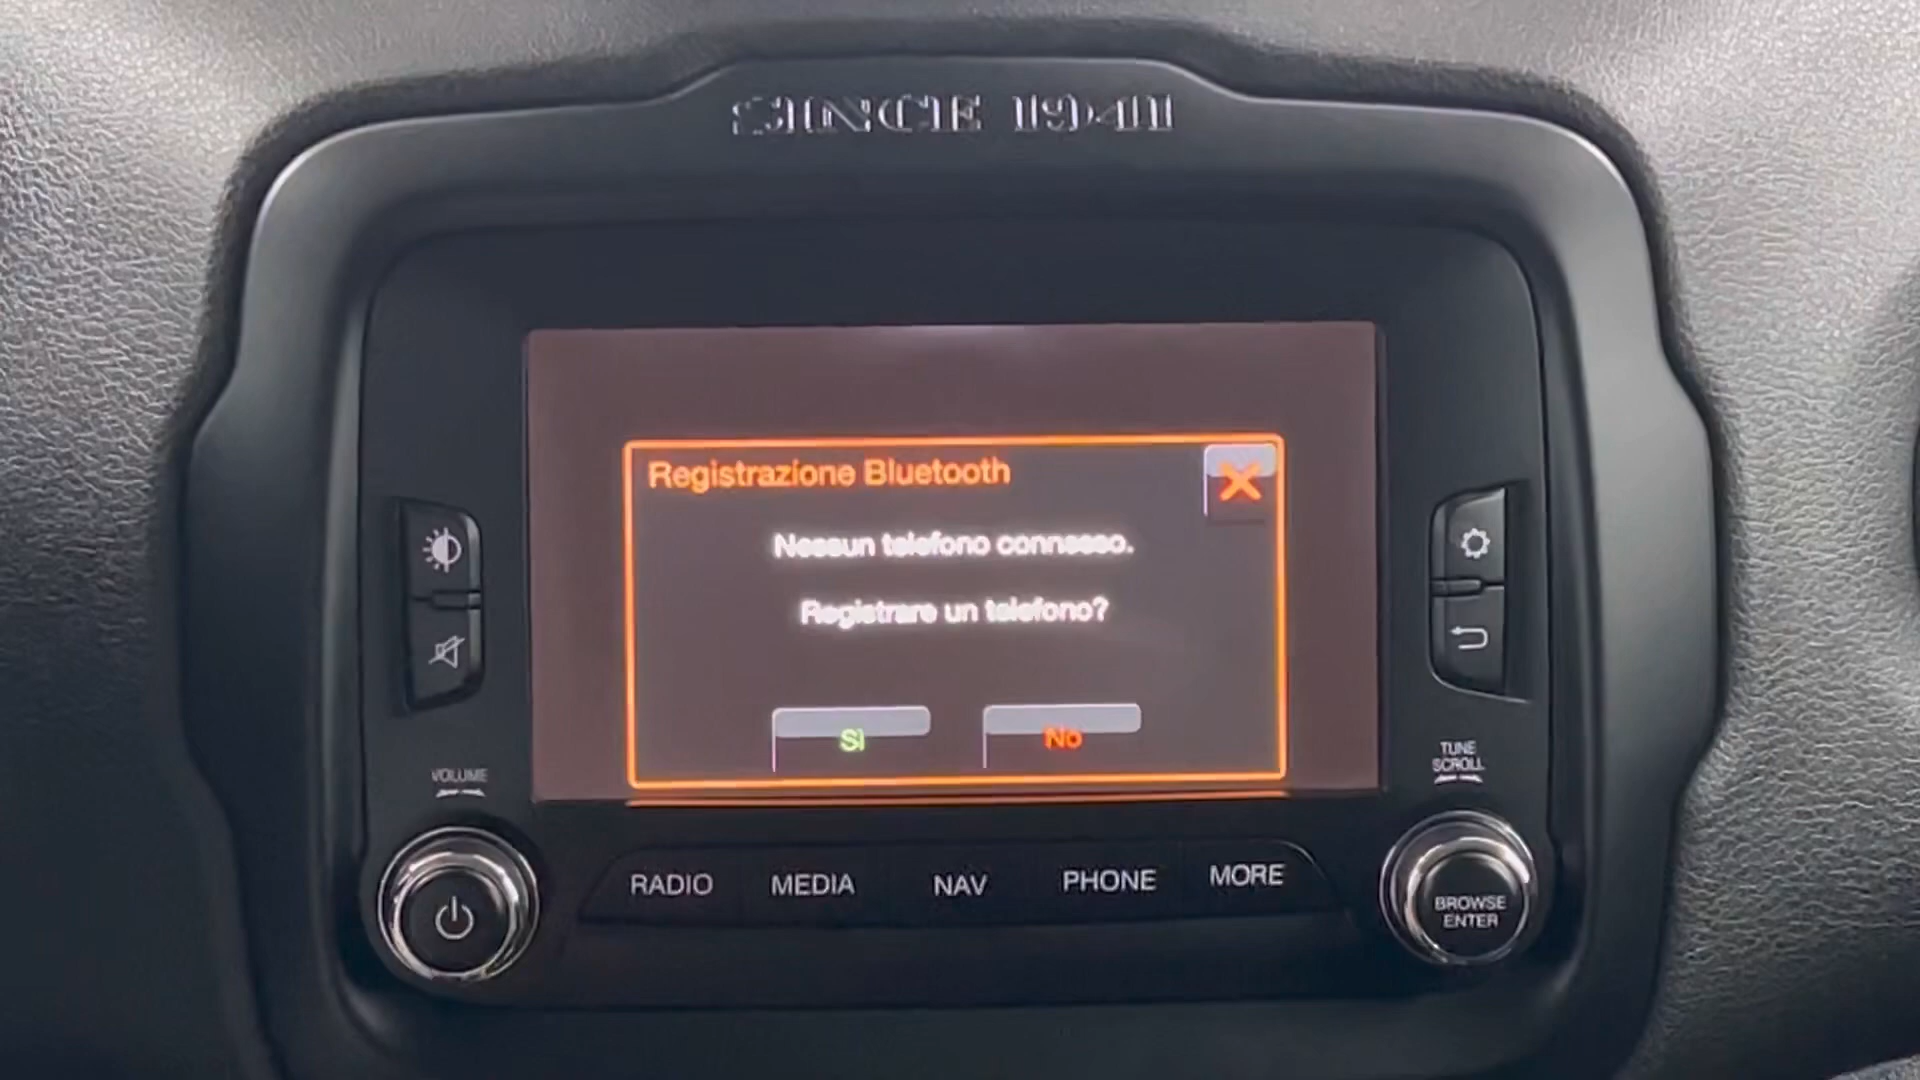 SINCE 1941
Registrazione Bluetooth
Nessun telefono connesso.
Registrare un telefono?
Sì
No
VOLUME
TUNE
SCROLL
RADIO
MEDIA
NAV
PHONE
MORE
BROWSE
ENTER